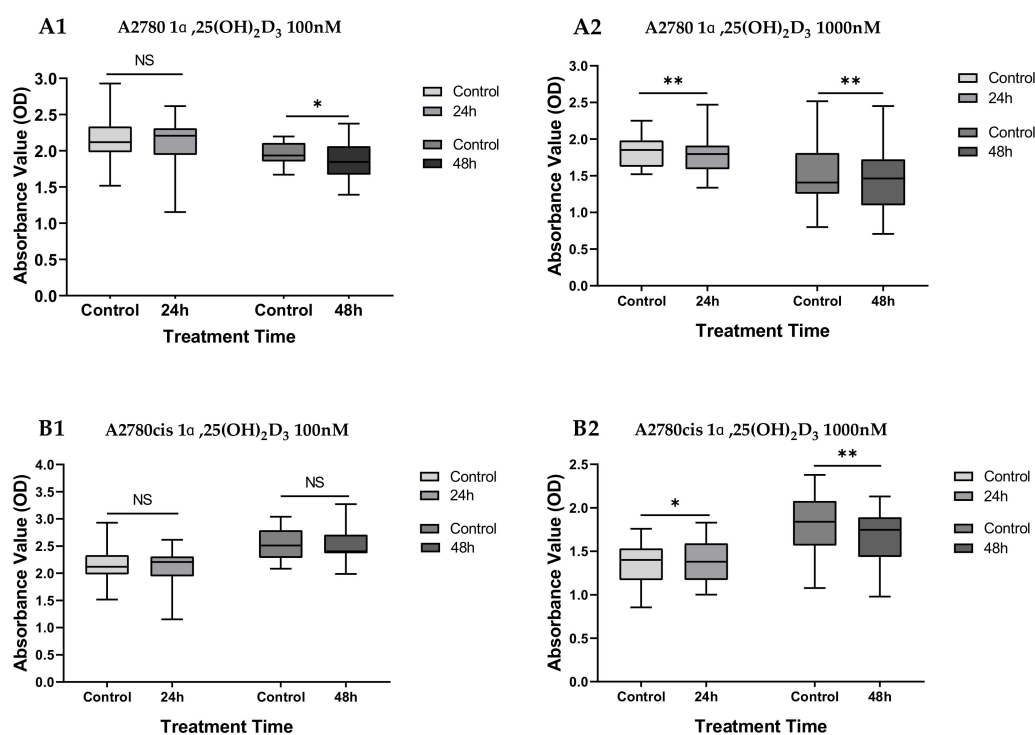 A1
A2780 1α ,25(OH)₂D₃ 100nM
NS
*
Absorbance Value (OD)
3.0
2.5
2.0
1.5
1.0
0.5
0.0
Control
24h
Control
48h
Treatment Time
Control
24h
Control
48h
A2
A2780 1α ,25(OH)₂D₃ 1000nM
**
**
Absorbance Value (OD)
3.0
2.5
2.0
1.5
1.0
0.5
0.0
Control
24h
Control
48h
Treatment Time
Control
24h
Control
48h
B1
A2780cis 1α ,25(OH)₂D₃ 100nM
NS
NS
Absorbance Value (OD)
4.0
3.5
3.0
2.5
2.0
1.5
1.0
0.5
0.0
Control
24h
Control
48h
Treatment Time
Control
24h
Control
48h
B2
A2780cis 1α ,25(OH)₂D₃ 1000nM
*
**
Absorbance Value (OD)
2.5
2.0
1.5
1.0
0.5
0.0
Control
24h
Control
48h
Treatment Time
Control
24h
Control
48h